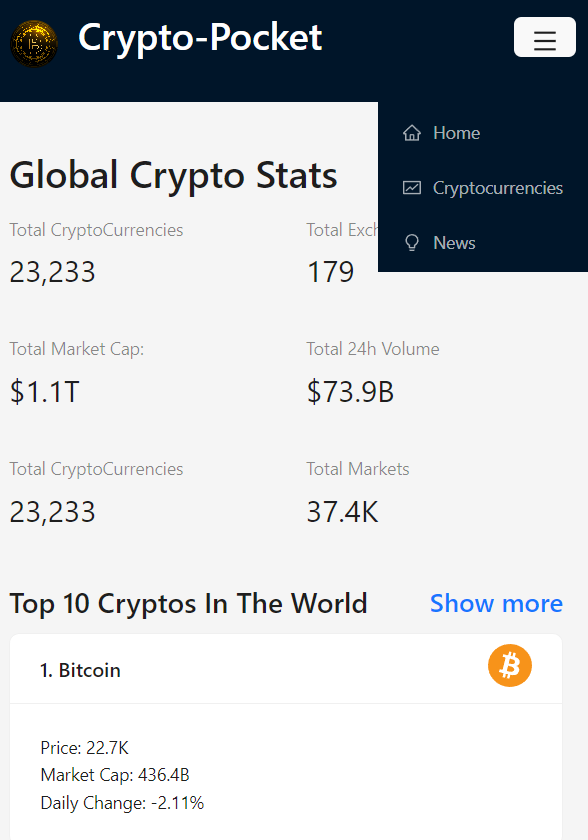 Crypto-Pocket
Home
Cryptocurrencies
News
Global Crypto Stats
Total CryptoCurrencies
23,233
Total Exch
179
Total Market Cap:
$1.1T
Total 24h Volume
$73.9B
Total CryptoCurrencies
23,233
Total Markets
37.4K
Top 10 Cryptos In The World
Show more
1. Bitcoin
Price: 22.7K
Market Cap: 436.4B
Daily Change: -2.11%